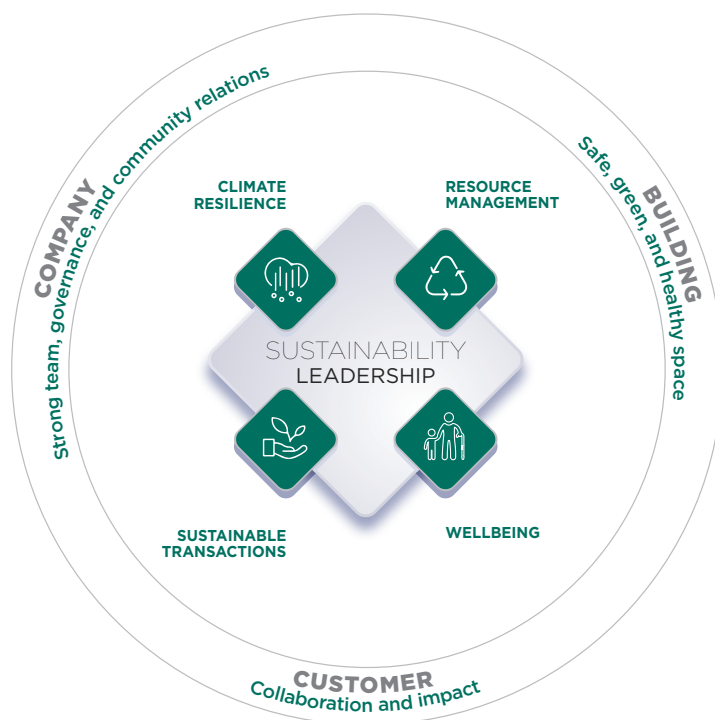 COMPANY
Strong team, governance, and community relations
BUILDING
Safe, green, and healthy space
CLIMATE
RESILIENCE
RESOURCE
MANAGEMENT
SUSTAINABILITY
LEADERSHIP
SUSTAINABLE
TRANSACTIONS
WELLBEING
CUSTOMER
Collaboration and impact